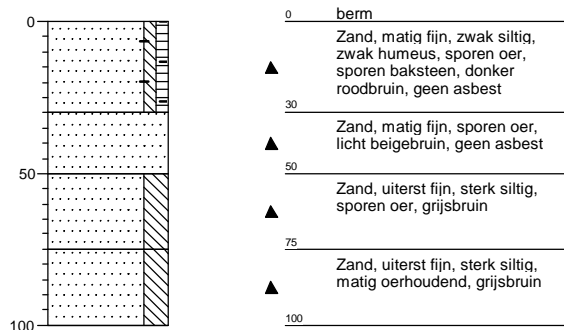 0
50
100
0 berm
Zand, matig fijn, zwak siltig,
zwak humeus, sporen oer,
sporen baksteen, donker
roodbruin, geen asbest
30
Zand, matig fijn, sporen oer,
licht beigebruin, geen asbest
50
Zand, uiterst fijn, sterk siltig,
sporen oer, grijsbruin
75
Zand, uiterst fijn, sterk siltig,
matig oerhoudend, grijsbruin
100